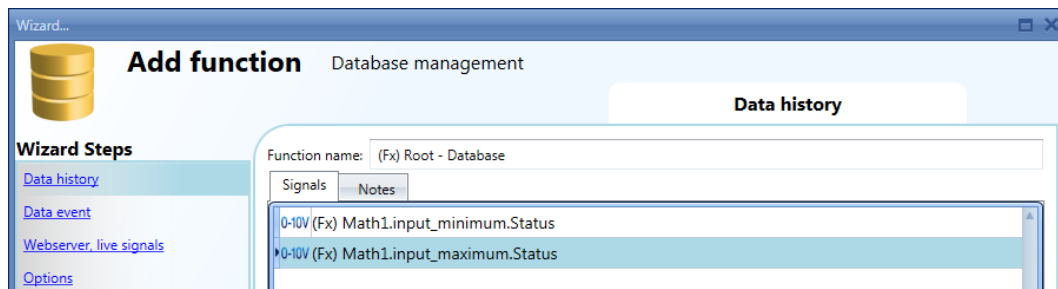 Wizard...
Add function Database management
Data history
Wizard Steps
Data history
Data event
Webserver, live signals
Options
Function name: (Fx) Root - Database
Signals Notes
0-10V (Fx) Math1.input_minimum.Status
0-10V (Fx) Math1.input_maximum.Status